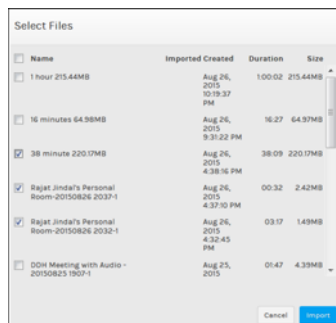 Select Files
Name Imported Created Duration Size
1 hour 215.44MB Aug 26, 1:00:02 215.44MB
2015
10:19:37
PM
16 minutes 64.98MB Aug 26, 16:27 64.97MB
2015
9:31:22 PM
38 minute 220.17MB Aug 26, 38:09 220.17MB
2015
4:38:16 PM
Rajat Jindal's Personal Aug 26, 00:32 2.42MB
Room-20150826 2037-1 2015
4:37:10 PM
Rajat Jindal's Personal Aug 26, 03:17 1.49MB
Room-20150826 2032-1 2015
4:32:45
PM
DDH Meeting with Audio - Aug 25, 01:47 4.39MB
20150825 1907-1 2015
Cancel Import